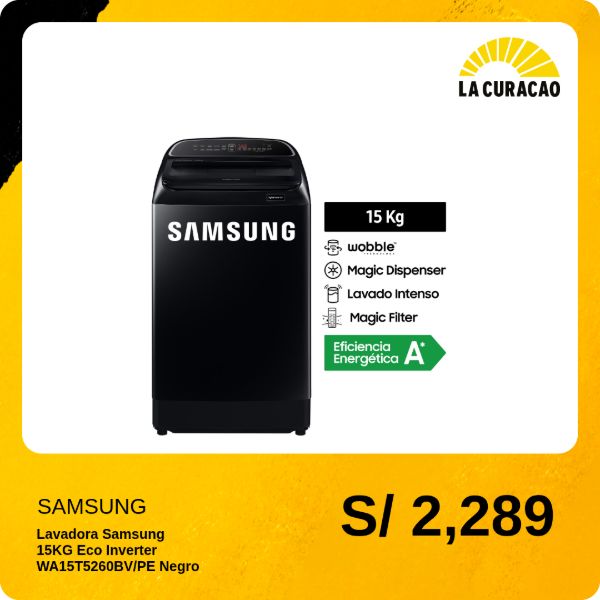 LA CURACAO
SAMSUNG
15 Kg
wobble
Magic Dispenser
Lavado Intenso
Magic Filter
Eficiencia
Energética A*
SAMSUNG
S/ 2,289
Lavadora Samsung
15KG Eco Inverter
WA15T5260BV/PE Negro